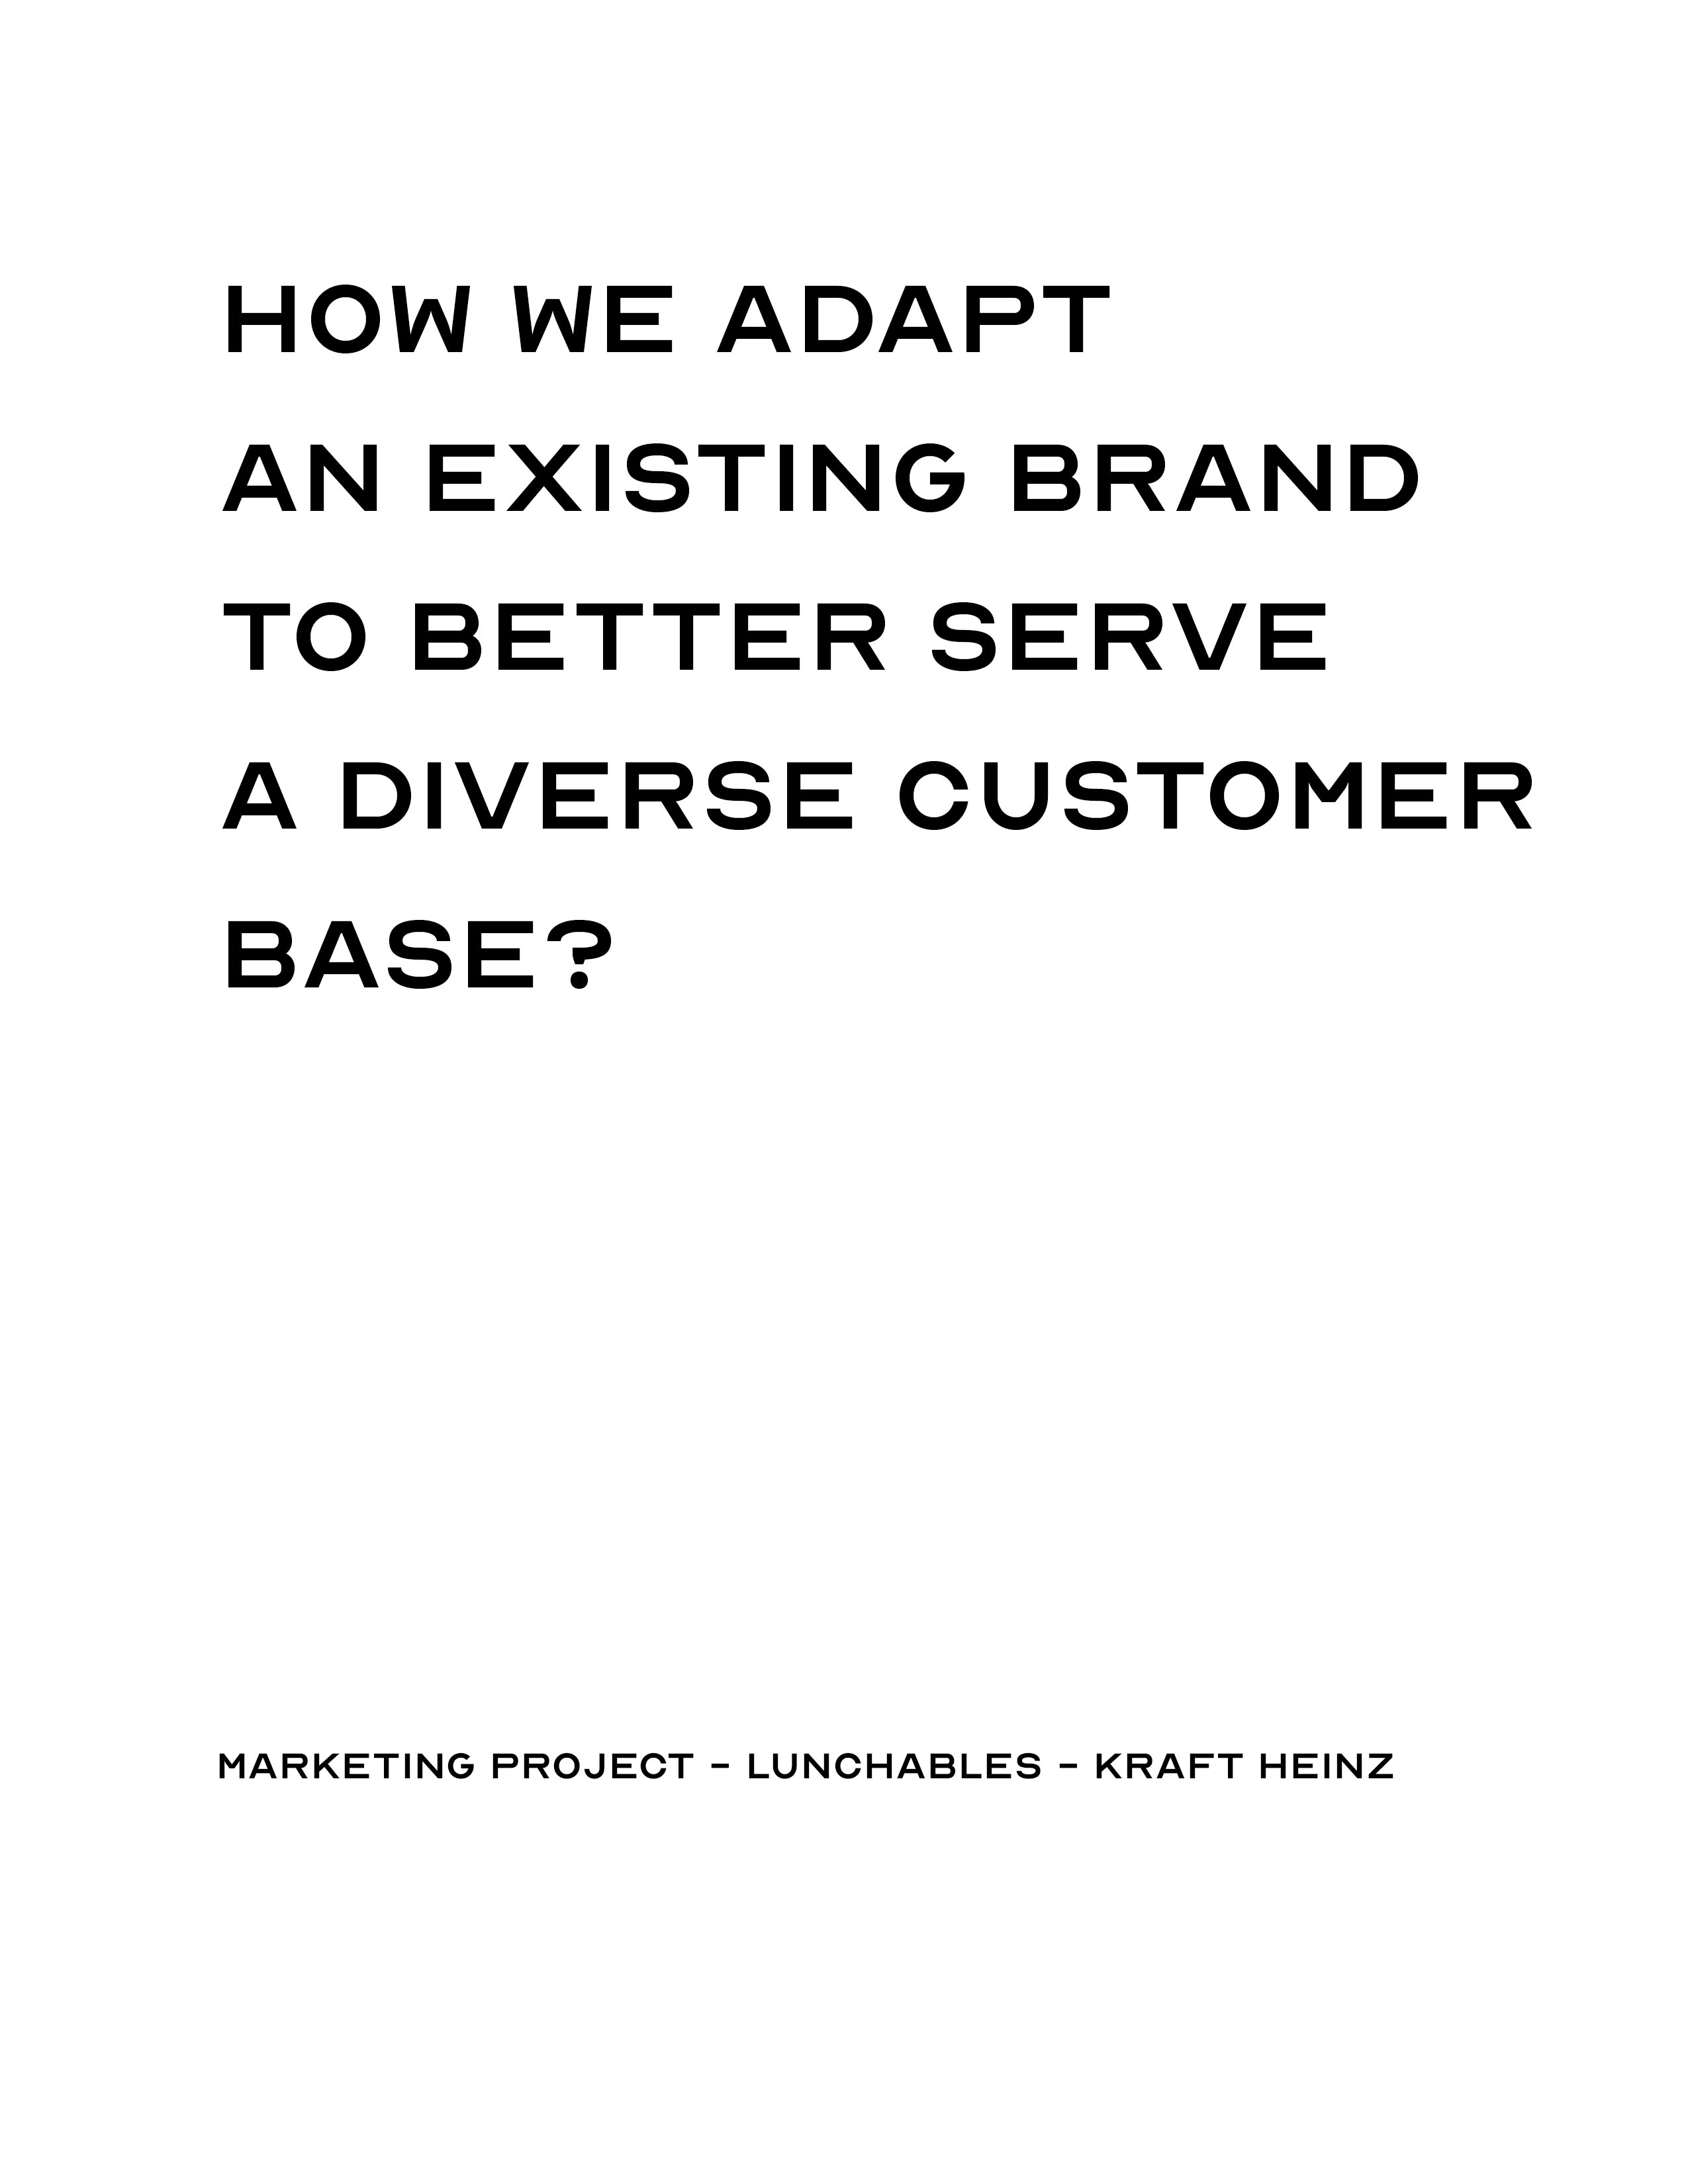 HOW WE ADAPT
AN EXISTING BRAND
TO BETTER SERVE
A DIVERSE CUSTOMER
BASE?
MARKETING PROJECT - LUNCHABLES - KRAFT HEINZ